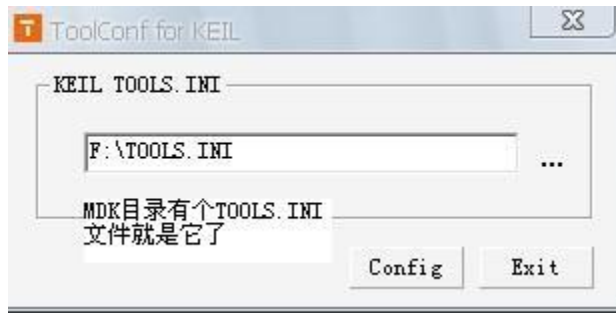 T ToolConf for KEIL
KEIL TOOLS.INI
F:\TOOLS.INI
...
MDK目录有个TOOLS.INI
文件就是它了
Config Exit